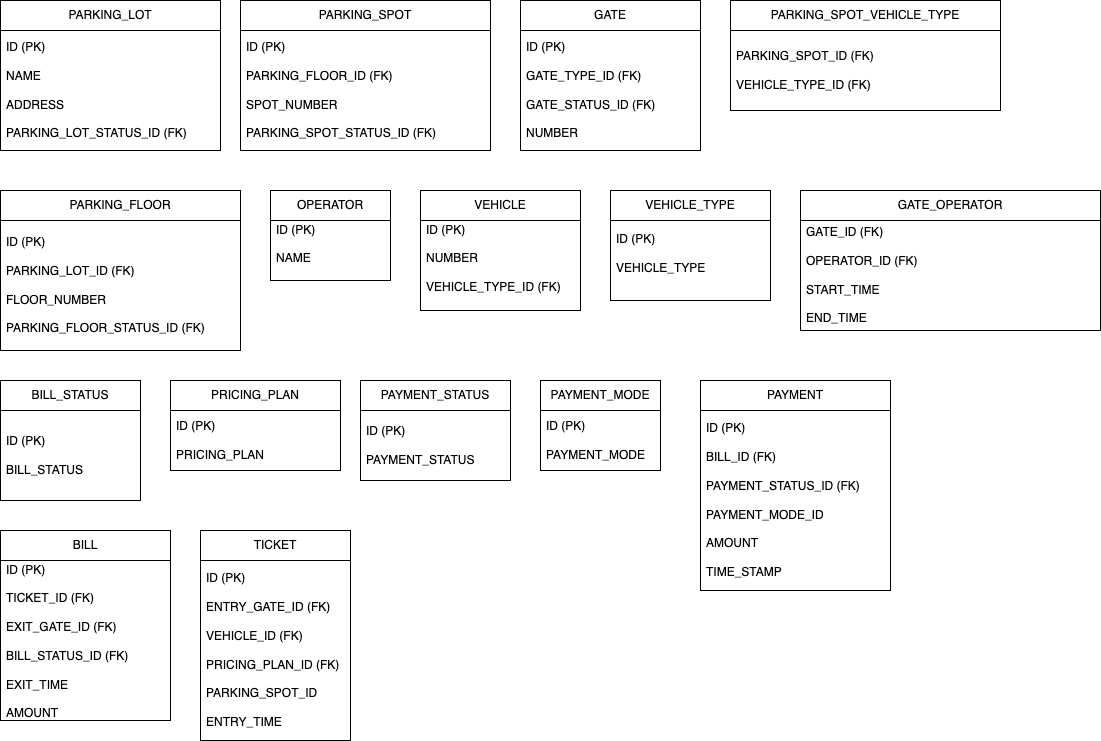 PARKING_LOT
ID (PK)
NAME
ADDRESS
PARKING_LOT_STATUS_ID (FK)
PARKING_SPOT
ID (PK)
PARKING_FLOOR_ID (FK)
SPOT_NUMBER
PARKING_SPOT_STATUS_ID (FK)
GATE
ID (PK)
GATE_TYPE_ID (FK)
GATE_STATUS_ID (FK)
NUMBER
PARKING_SPOT_VEHICLE_TYPE
PARKING_SPOT_ID (FK)
VEHICLE_TYPE_ID (FK)
PARKING_FLOOR
ID (PK)
PARKING_LOT_ID (FK)
FLOOR_NUMBER
PARKING_FLOOR_STATUS_ID (FK)
OPERATOR
ID (PK)
NAME
VEHICLE
ID (PK)
NUMBER
VEHICLE_TYPE_ID (FK)
VEHICLE_TYPE
ID (PK)
VEHICLE_TYPE
GATE_OPERATOR
GATE_ID (FK)
OPERATOR_ID (FK)
START_TIME
END_TIME
BILL_STATUS
ID (PK)
BILL_STATUS
PRICING_PLAN
ID (PK)
PRICING_PLAN
PAYMENT_STATUS
ID (PK)
PAYMENT_STATUS
PAYMENT_MODE
ID (PK)
PAYMENT_MODE
PAYMENT
ID (PK)
BILL_ID (FK)
PAYMENT_STATUS_ID (FK)
PAYMENT_MODE_ID
AMOUNT
TIME_STAMP
BILL
ID (PK)
TICKET_ID (FK)
EXIT_GATE_ID (FK)
BILL_STATUS_ID (FK)
EXIT_TIME
AMOUNT
TICKET
ID (PK)
ENTRY_GATE_ID (FK)
VEHICLE_ID (FK)
PRICING_PLAN_ID (FK)
PARKING_SPOT_ID
ENTRY_TIME